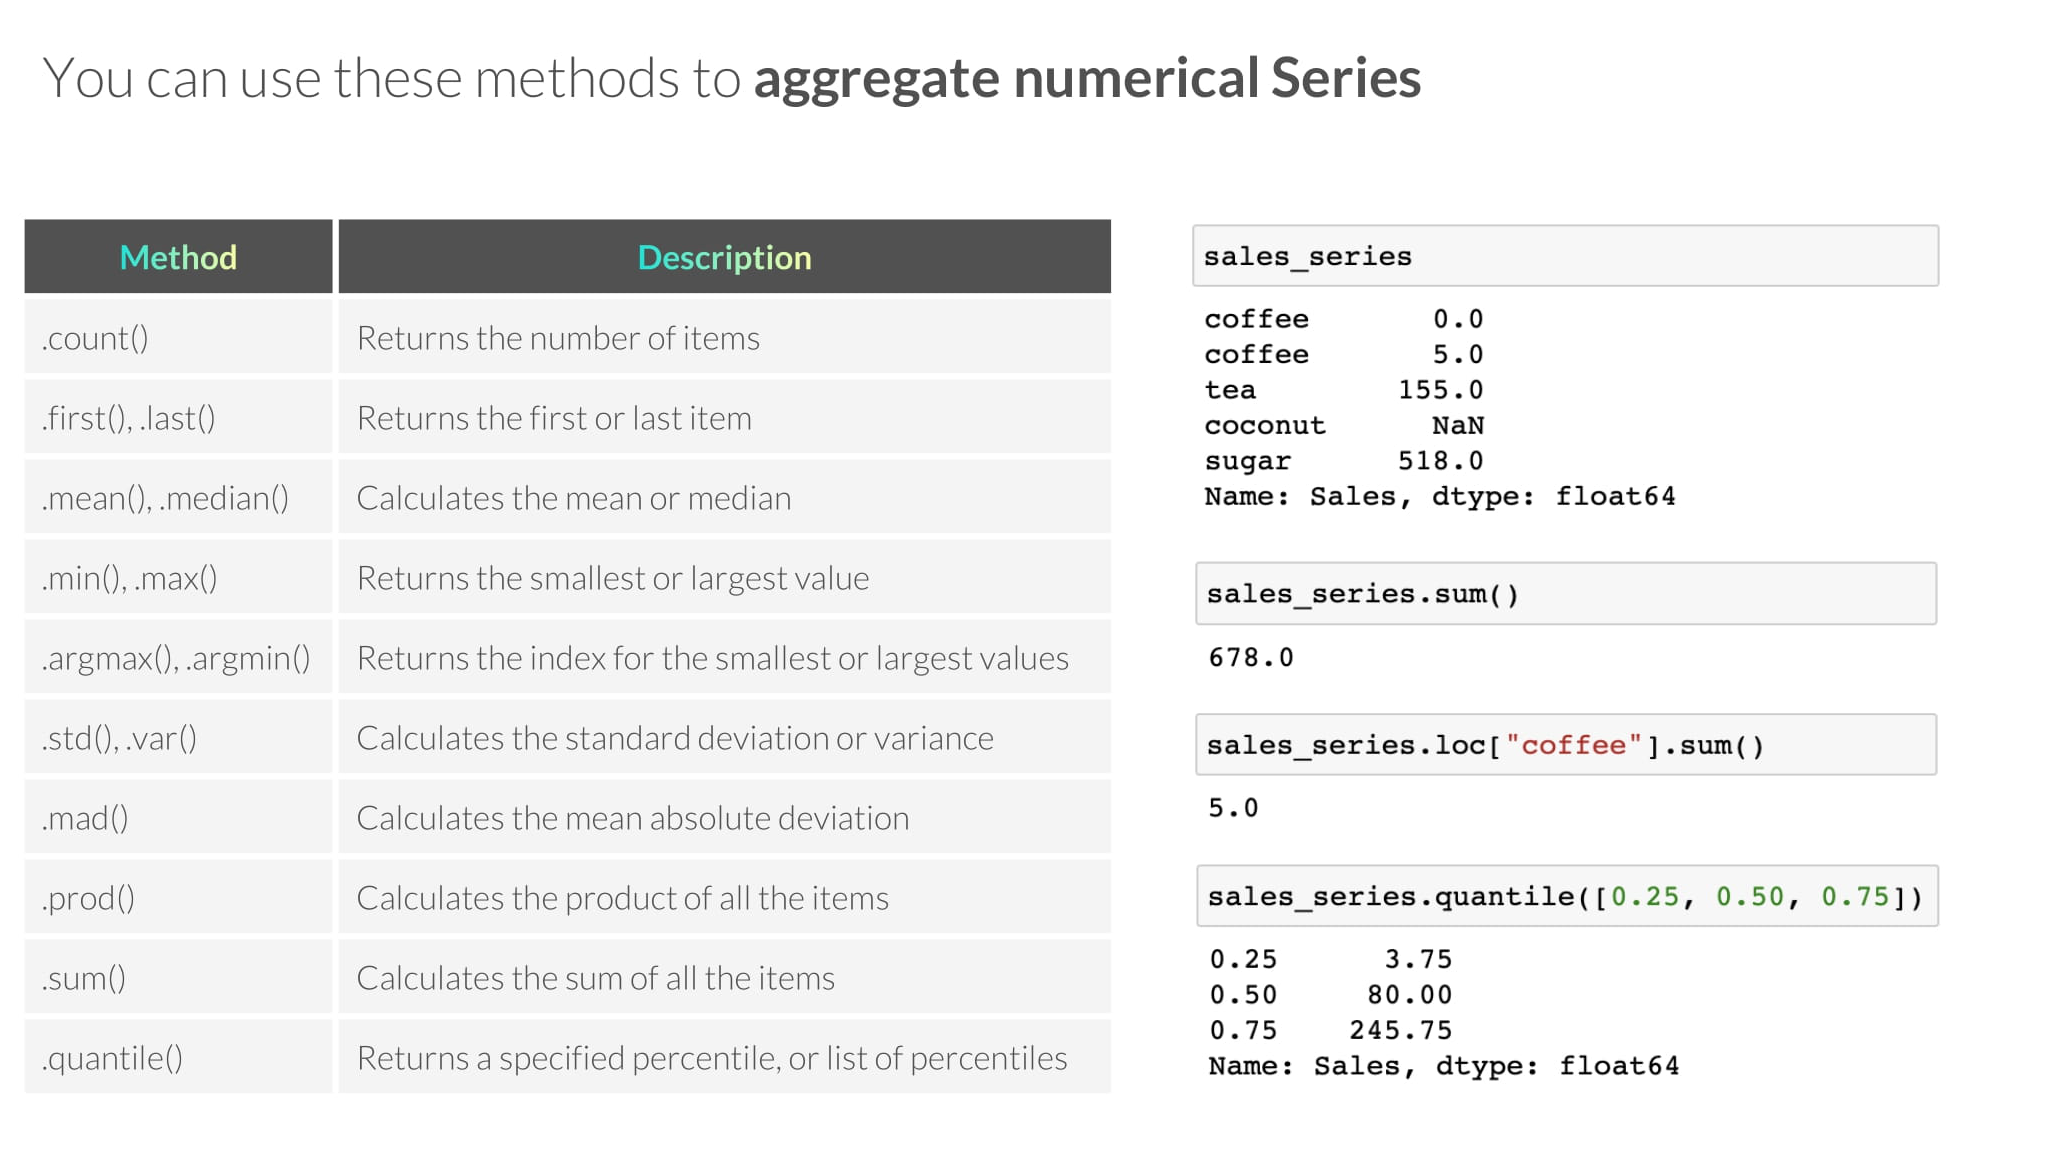 You can use these methods to aggregate numerical Series
Method Description
.count() Returns the number of items
.first(), .last() Returns the first or last item
.mean(), .median() Calculates the mean or median
.min(), .max() Returns the smallest or largest value
.argmax(), .argmin() Returns the index for the smallest or largest values
.std(), .var() Calculates the standard deviation or variance
.mad() Calculates the mean absolute deviation
.prod() Calculates the product of all the items
.sum() Calculates the sum of all the items
.quantile() Returns a specified percentile, or list of percentiles
sales_series
coffee 0.0
coffee 5.0
tea 155.0
coconut NaN
sugar 518.0
Name: Sales, dtype: float64
sales_series.sum()
678.0
sales_series.loc["coffee"].sum()
5.0
sales_series.quantile([0.25, 0.50, 0.75])
0.25 3.75
0.50 80.00
0.75 245.75
Name: Sales, dtype: float64